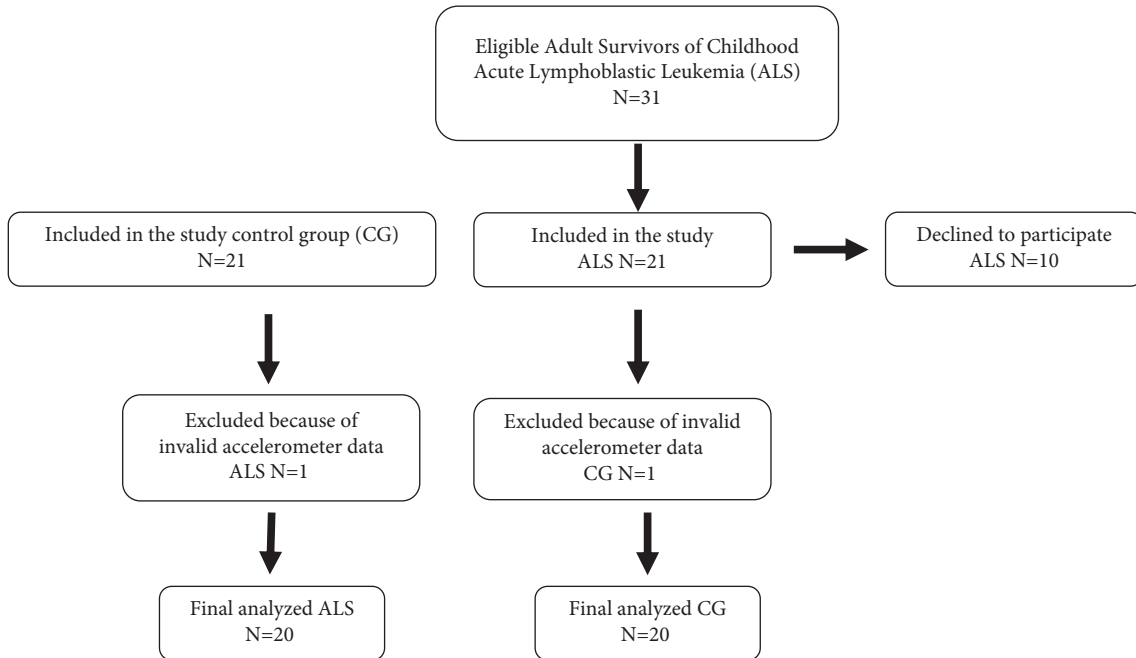 Eligible Adult Survivors of Childhood
Acute Lymphoblastic Leukemia (ALS)
N=31
Included in the study control group (CG)
N=21
Included in the study
ALS N=21
Declined to participate
ALS N=10
Excluded because of
invalid accelerometer data
ALS N=1
Excluded because of invalid
accelerometer data
CG N=1
Final analyzed ALS
N=20
Final analyzed CG
N=20